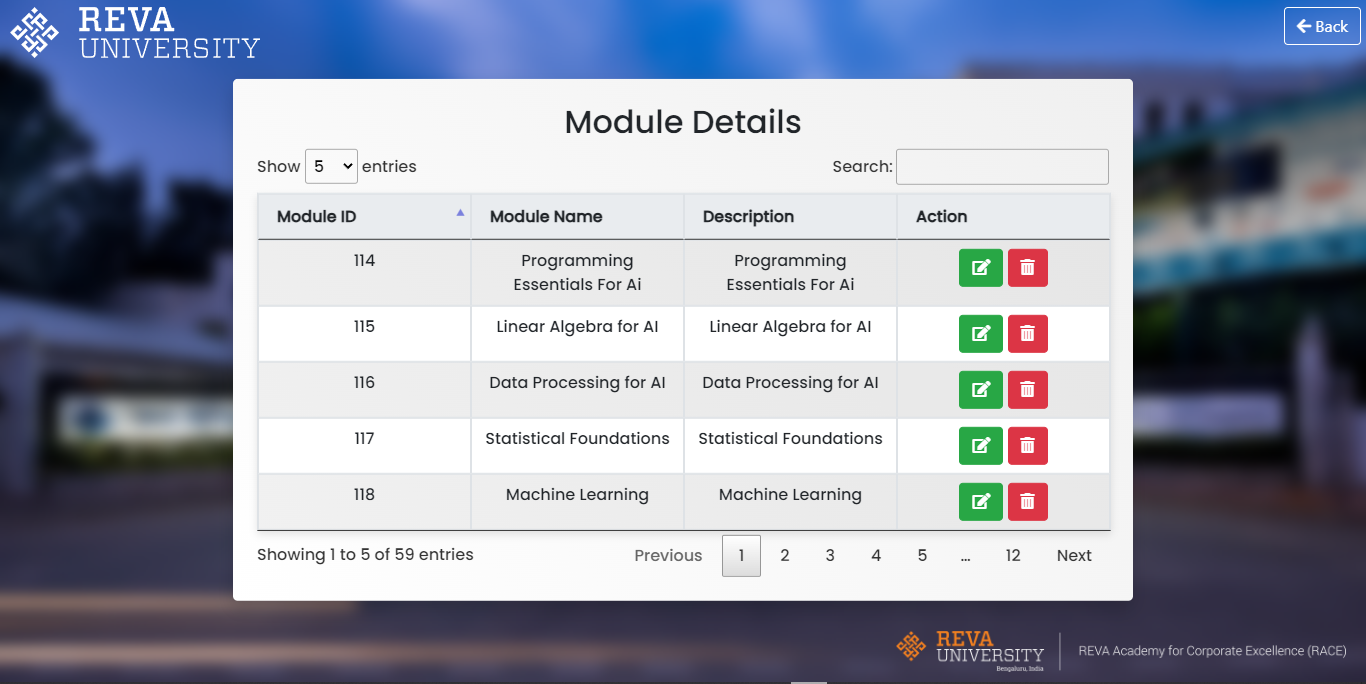 REVA
UNIVERSITY
Back
Module Details
Show 5 entries
Search:
Module ID Module Name Description Action
114 Programming Essentials For Ai Programming Essentials For Ai
115 Linear Algebra for AI Linear Algebra for AI
116 Data Processing for AI Data Processing for AI
117 Statistical Foundations Statistical Foundations
118 Machine Learning Machine Learning
Showing 1 to 5 of 59 entries
Previous 1 2 3 4 5 … 12 Next
REVA
UNIVERSITY
Bengaluru, India
REVA Academy for Corporate Excellence (RACE)